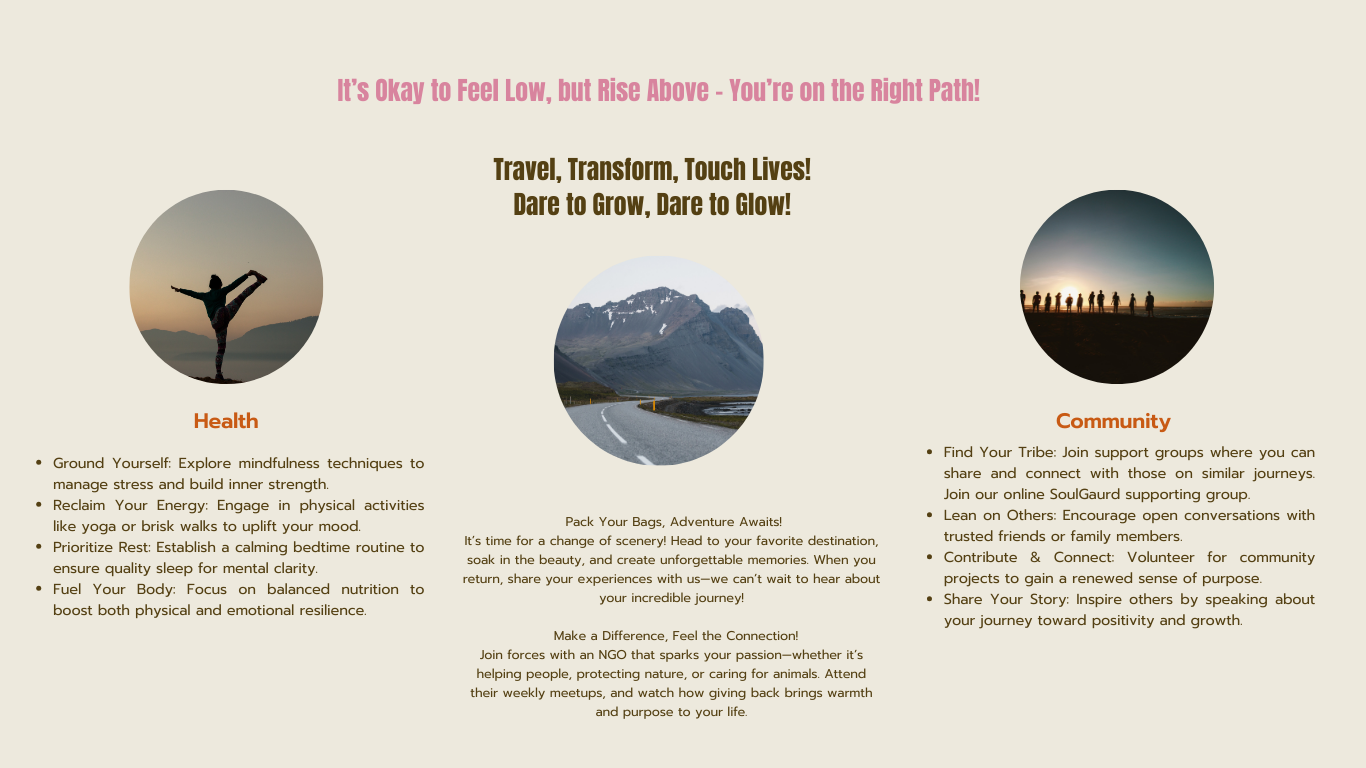 It's Okay to Feel Low, but Rise Above - You're on the Right Path!
Travel, Transform, Touch Lives!
Dare to Grow, Dare to Glow!
Health
• Ground Yourself: Explore mindfulness techniques to
manage stress and build inner strength.
• Reclaim Your Energy: Engage in physical activities
like yoga or brisk walks to uplift your mood.
• Prioritize Rest: Establish a calming bedtime routine to
ensure quality sleep for mental clarity.
• Fuel Your Body: Focus on balanced nutrition to
boost both physical and emotional resilience.
Pack Your Bags, Adventure Awaits!
It's time for a change of scenery! Head to your favorite destination,
soak in the beauty, and create unforgettable memories. When you
return, share your experiences with us—we can't wait to hear about
your incredible journey!
Make a Difference, Feel the Connection!
Join forces with an NGO that sparks your passion—whether it's
helping people, protecting nature, or caring for animals. Attend
their weekly meetups, and watch how giving back brings warmth
and purpose to your life.
Community
• Find Your Tribe: Join support groups where you can
share and connect with those on similar journeys.
Join our online SoulGaurd supporting group.
• Lean on Others: Encourage open conversations with
trusted friends or family members.
• Contribute & Connect: Volunteer for community
projects to gain a renewed sense of purpose.
• Share Your Story: Inspire others by speaking about
your journey toward positivity and growth.